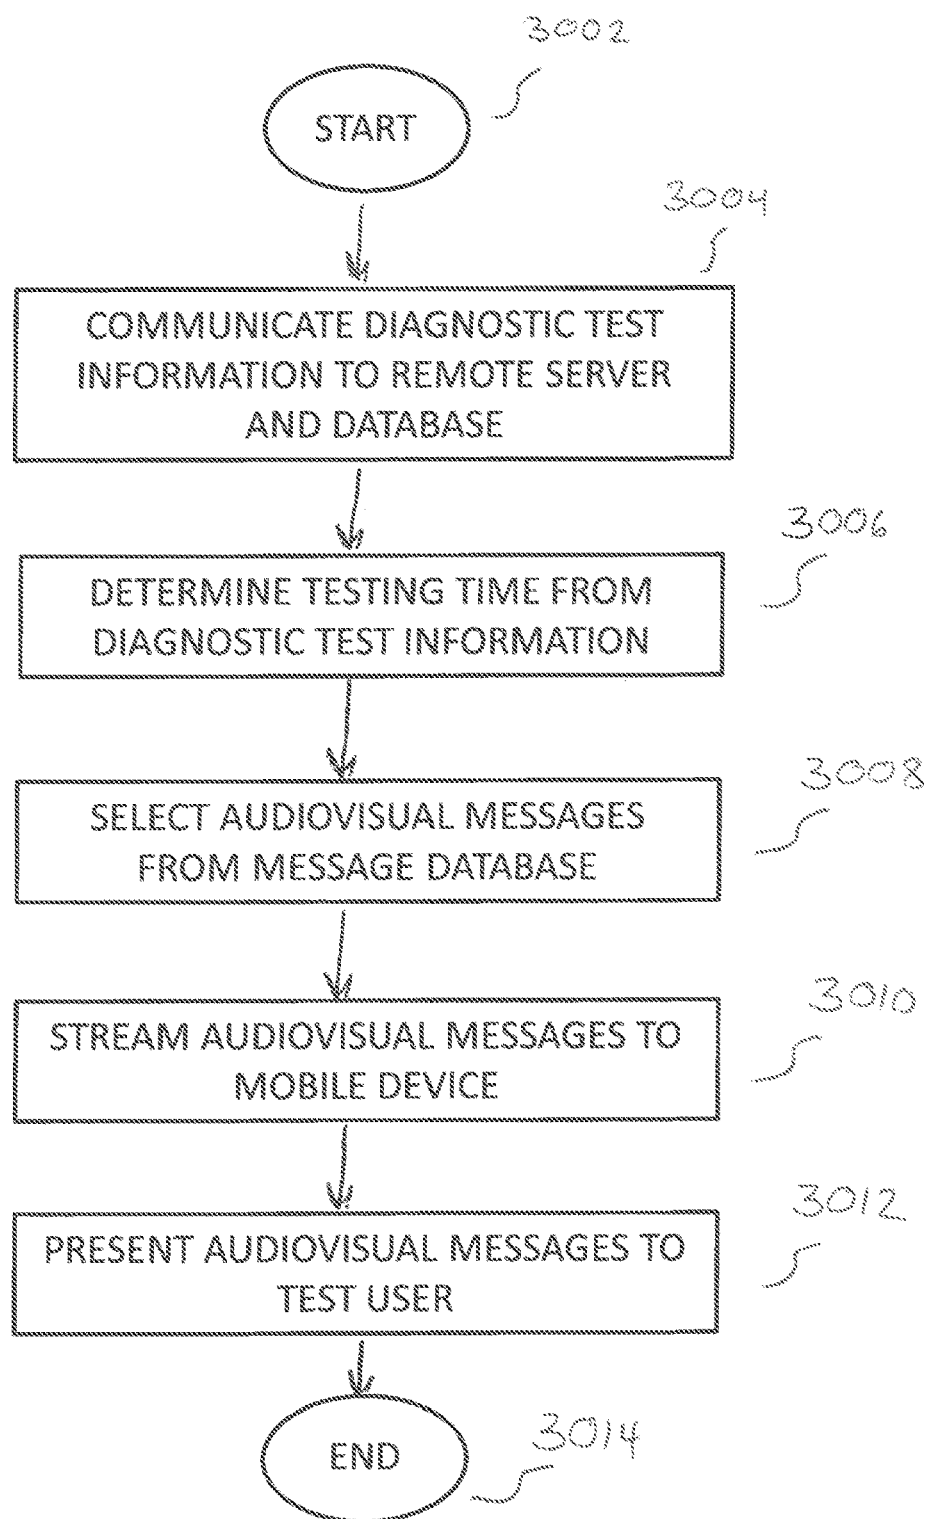 3002
START
3004
COMMUNICATE DIAGNOSTIC TEST
INFORMATION TO REMOTE SERVER
AND DATABASE
3006
DETERMINE TESTING TIME FROM
DIAGNOSTIC TEST INFORMATION
3008
SELECT AUDIOVISUAL MESSAGES
FROM MESSAGE DATABASE
3010
STREAM AUDIOVISUAL MESSAGES TO
MOBILE DEVICE
3012
PRESENT AUDIOVISUAL MESSAGES TO
TEST USER
3014
END